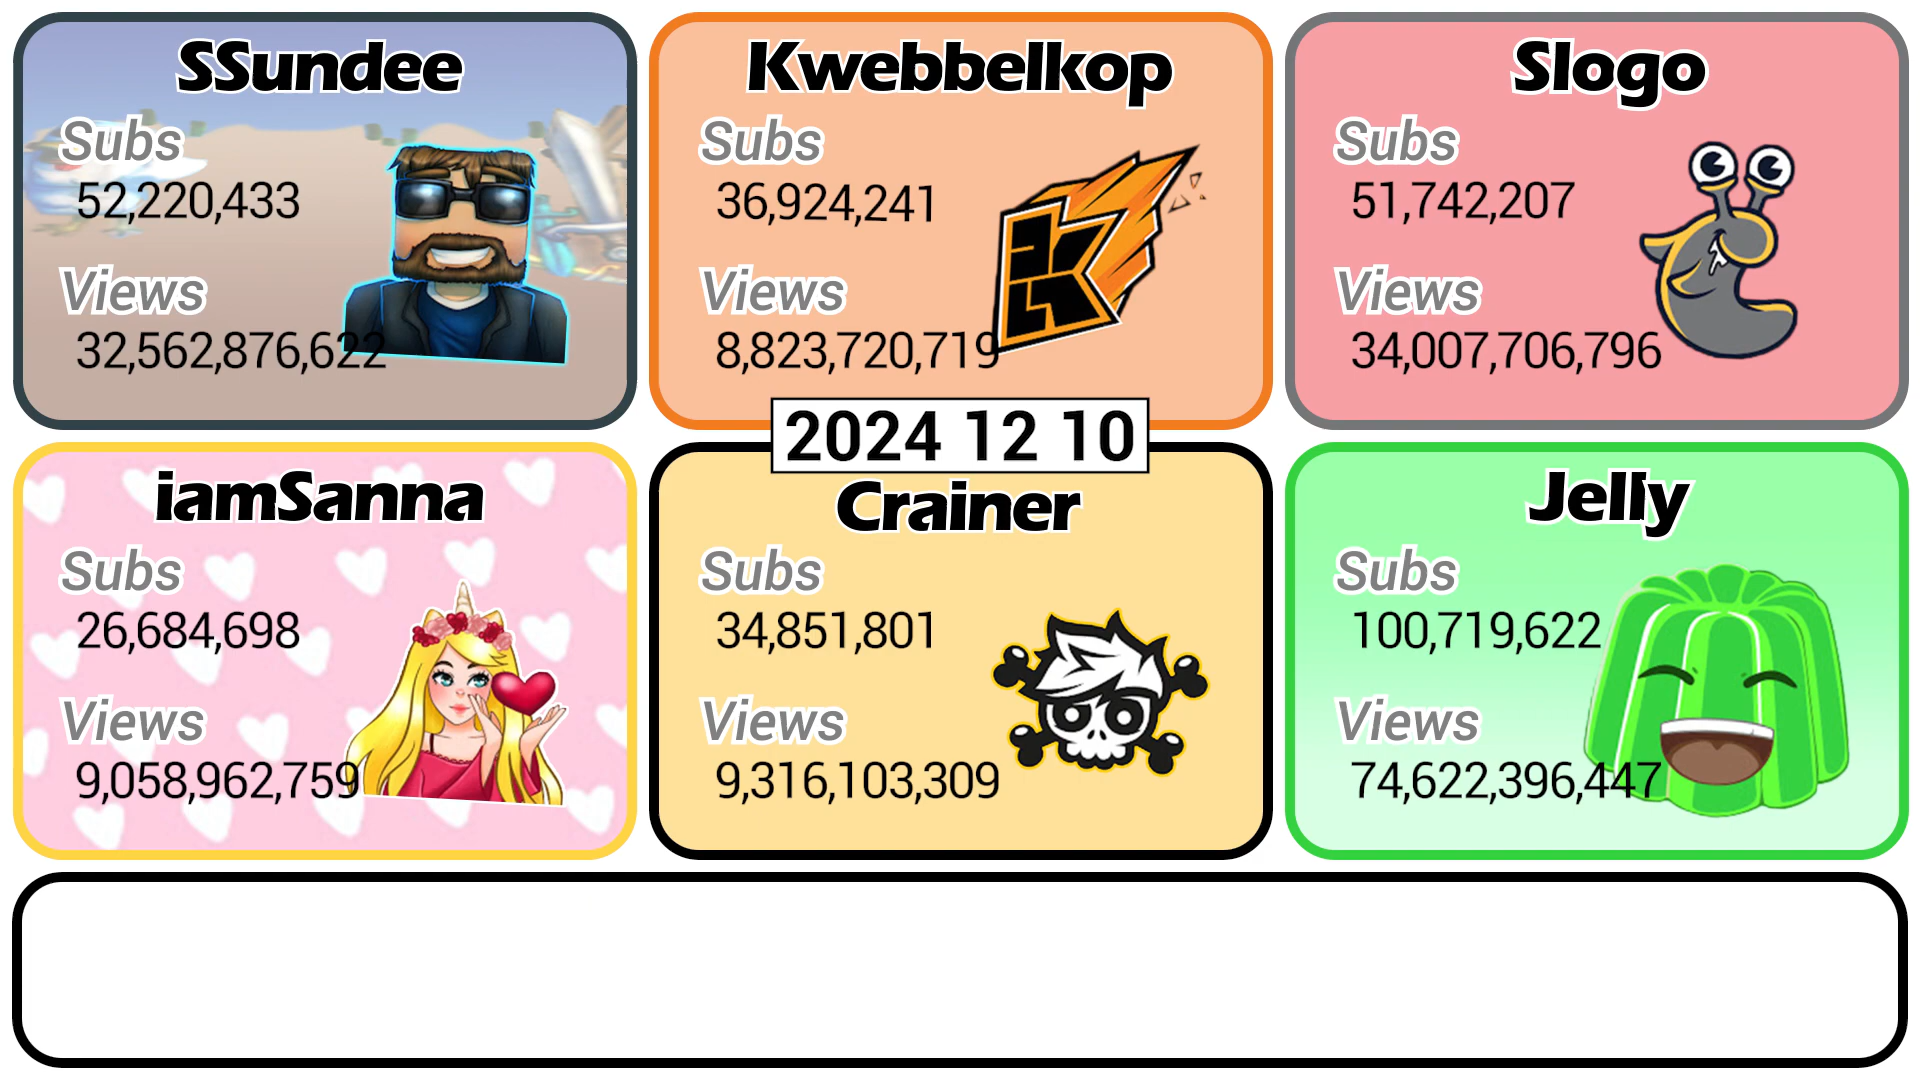 SSundee
Subs
52,220,433
Views
32,562,876,622
Kwebbelkop
Subs
36,924,241
Views
8,823,720,719
Slogo
Subs
51,742,207
Views
34,007,706,796
2024 12 10
iamSanna
Subs
26,684,698
Views
9,058,962,759
Crainer
Subs
34,851,801
Views
9,316,103,309
Jelly
Subs
100,719,622
Views
74,622,396,447